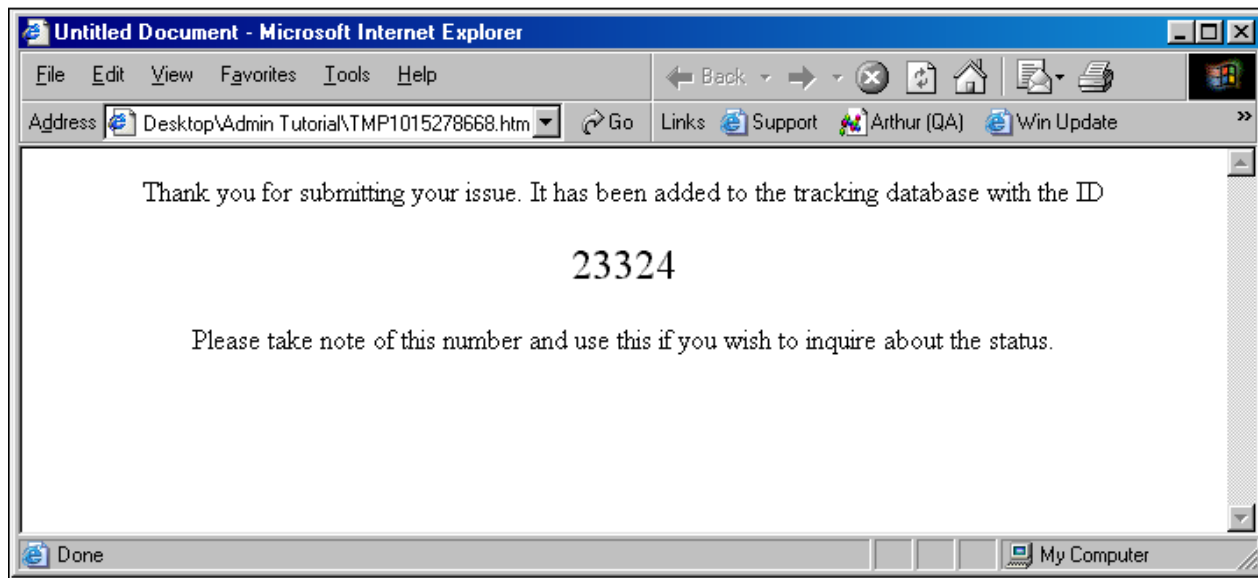 Untitled Document - Microsoft Internet Explorer
File Edit View Favorites Tools Help Back
Address Desktop\Admin Tutorial\TMP1015278668.htm Go Links Support Arthur (QA) Win Update »
Thank you for submitting your issue. It has been added to the tracking database with the ID
23324
Please take note of this number and use this if you wish to inquire about the status.
Done My Computer